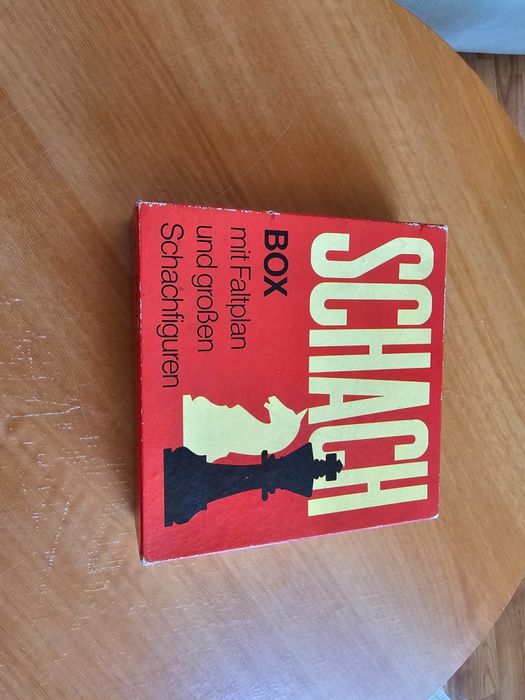 SCHACH
BOX
mit Faltplan
und großen
Schachfiguren